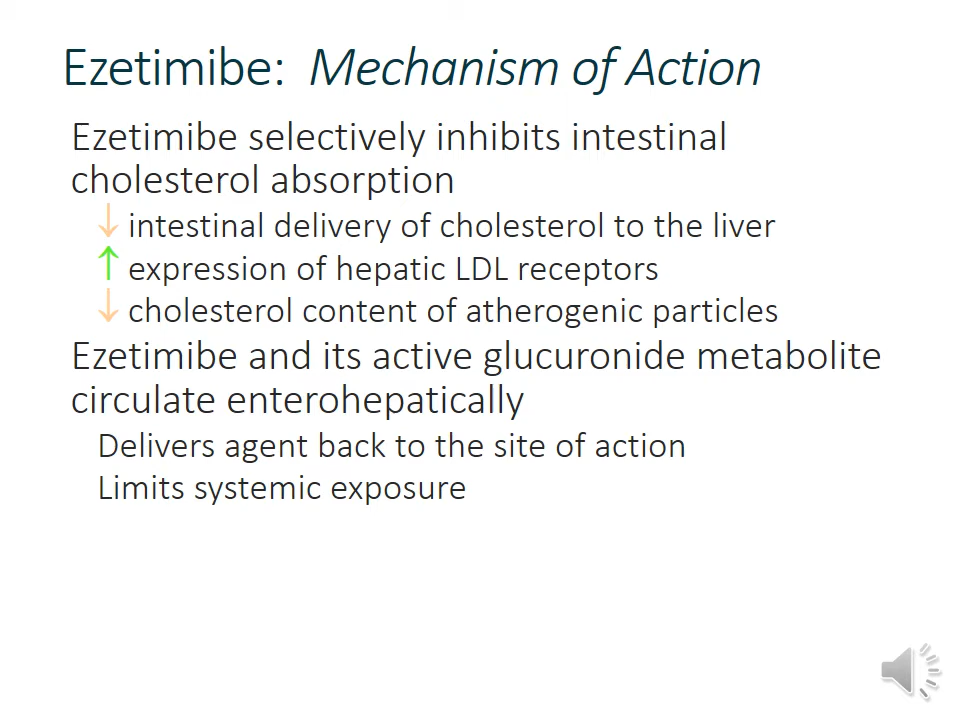 Ezetimibe: Mechanism of Action
Ezetimibe selectively inhibits intestinal
cholesterol absorption
↓ intestinal delivery of cholesterol to the liver
↑ expression of hepatic LDL receptors
↓ cholesterol content of atherogenic particles
Ezetimibe and its active glucuronide metabolite
circulate enterohepatically
Delivers agent back to the site of action
Limits systemic exposure